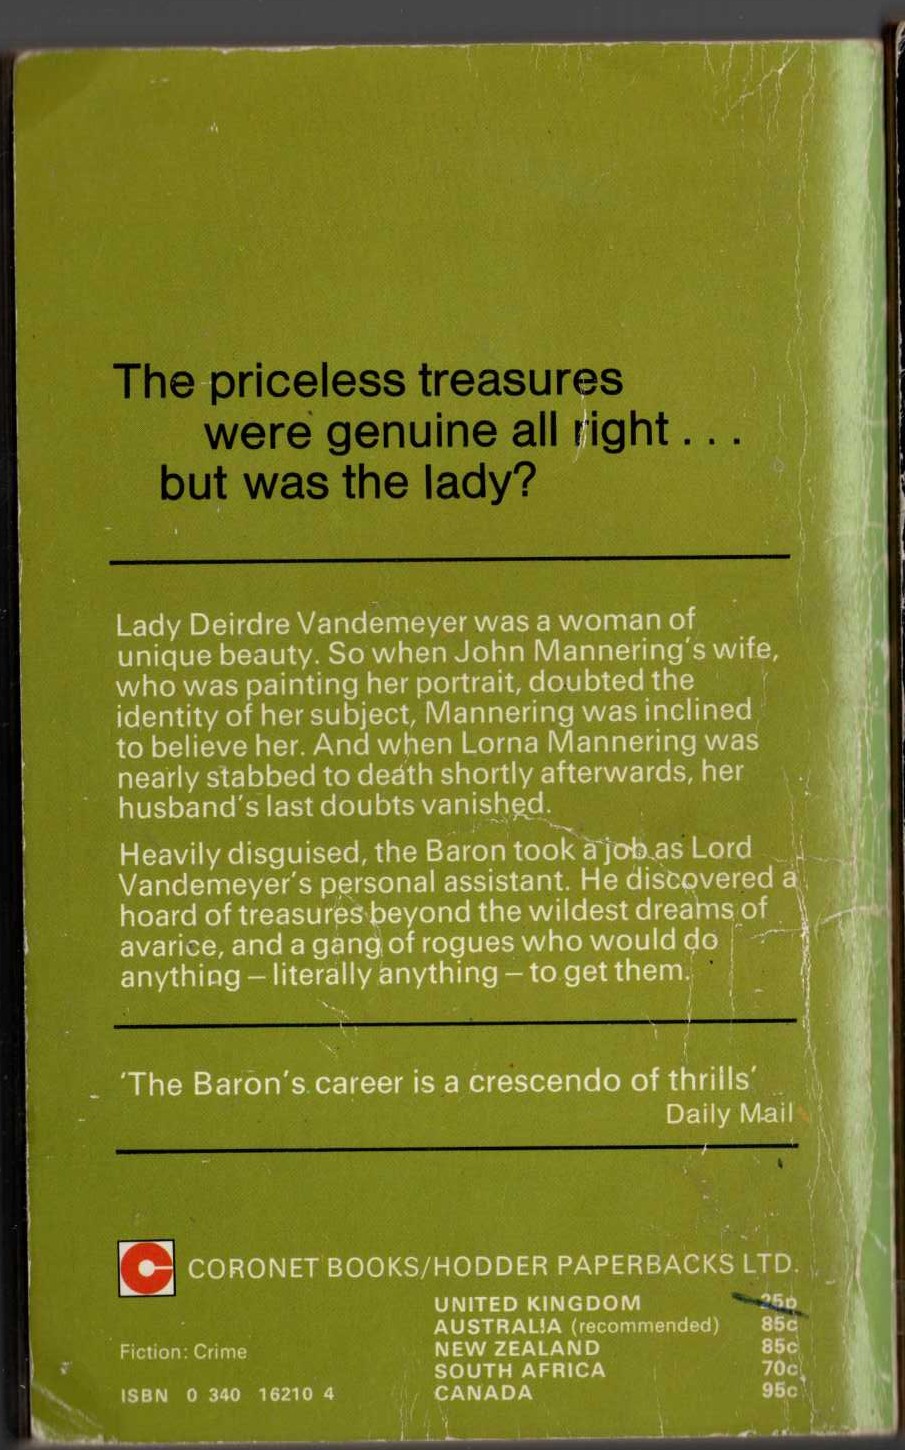 The priceless treasures
were genuine all right . . .
but was the lady?
Lady Deirdre Vandemeyer was a woman of
unique beauty. So when John Mannering's wife,
who was painting her portrait, doubted the
identity of her subject, Mannering was inclined
to believe her. And when Lorna Mannering was
nearly stabbed to death shortly afterwards, her
husband's last doubts vanished.
Heavily disguised, the Baron took a job as Lord
Vandemeyer's personal assistant. He discovered a
hoard of treasures beyond the wildest dreams of
avarice, and a gang of rogues who would do
anything – literally anything – to get them.
'The Baron's career is a crescendo of thrills'
Daily Mail
CORONET BOOKS/HODDER PAPERBACKS LTD.
UNITED KINGDOM 25p
AUSTRALIA (recommended) 85c
NEW ZEALAND 85c
SOUTH AFRICA 70c
CANADA 95c
Fiction: Crime
ISBN 0 340 16210 4